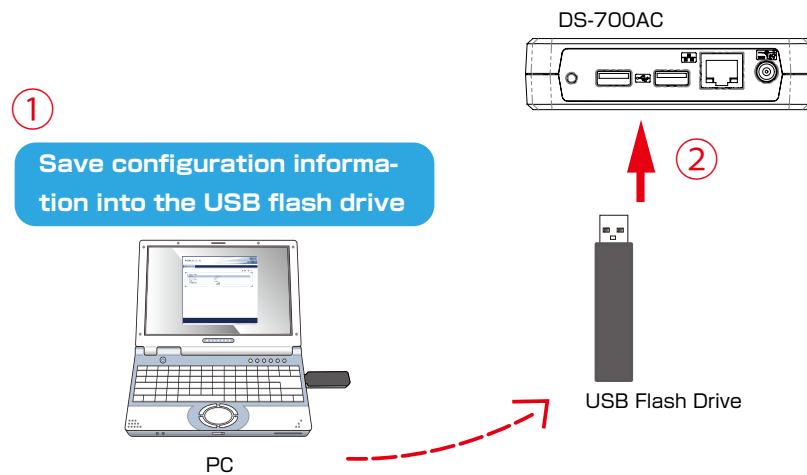 DS-700AC
①
Save configuration informa-
tion into the USB flash drive
②
USB Flash Drive
PC